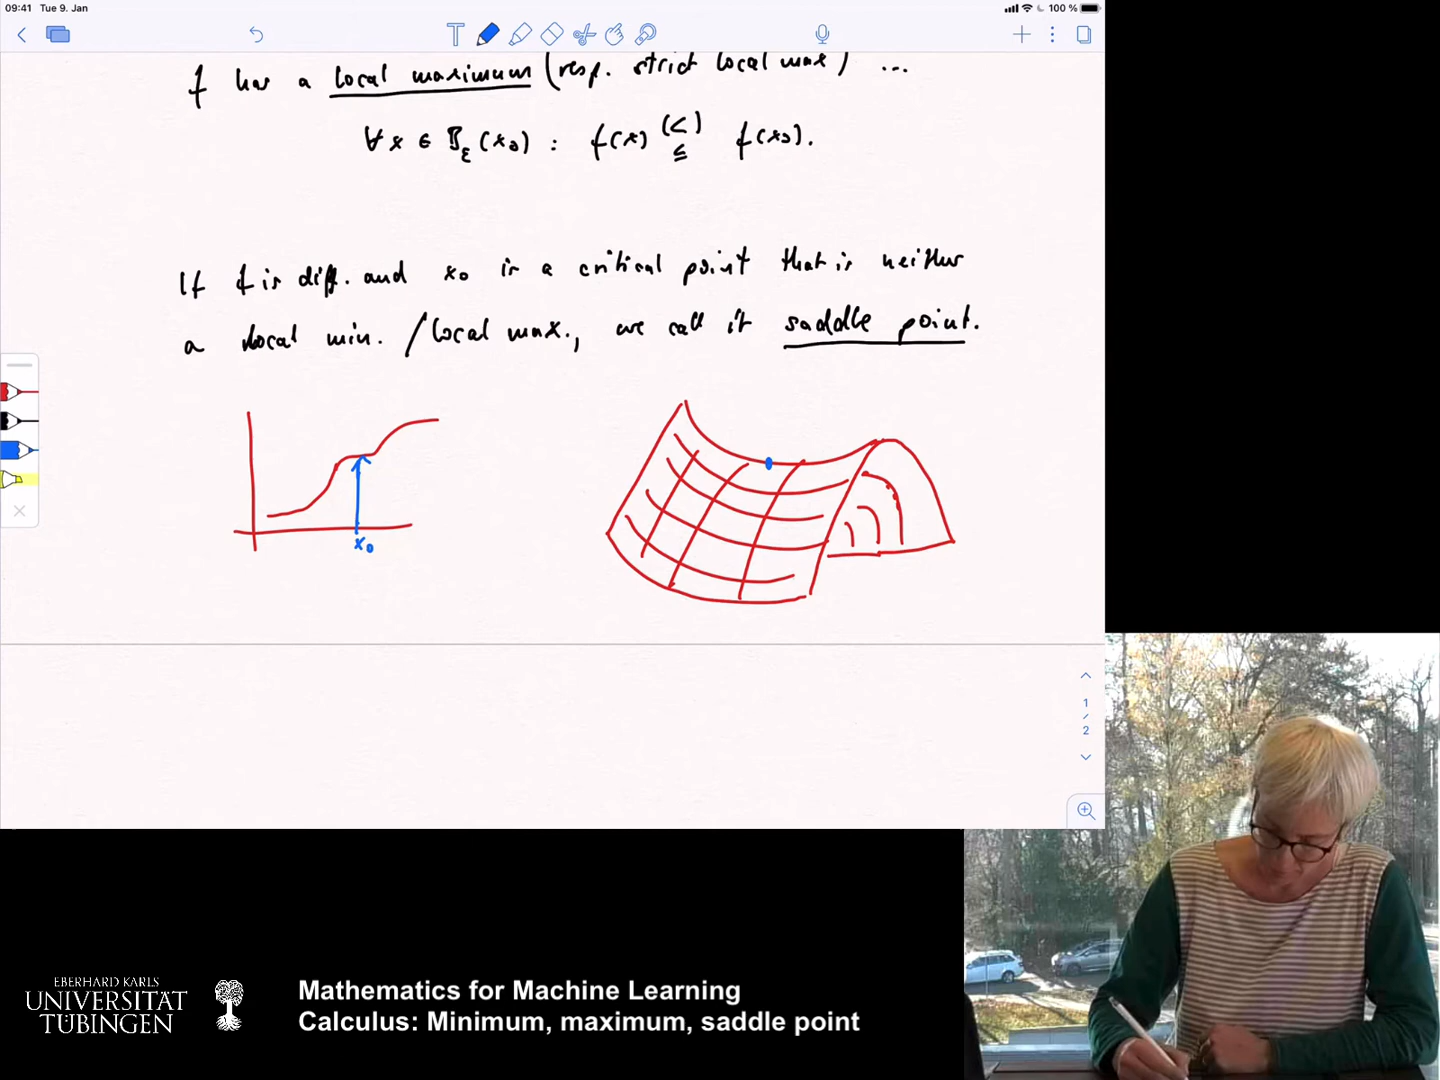 09:41 Tue 9. Jan
100 %
f has a local maximum (resp. strict local max) ...
∀ x ∈ B_ε(x₀) : f(x) (<) ≤ f(x₀).
If f is diff. and x₀ is a critical point that is neither
a local min. / local max., we call it saddle point.
x₀
1
/
2
EBERHARD KARLS
UNIVERSITÄT
TÜBINGEN
Mathematics for Machine Learning
Calculus: Minimum, maximum, saddle point